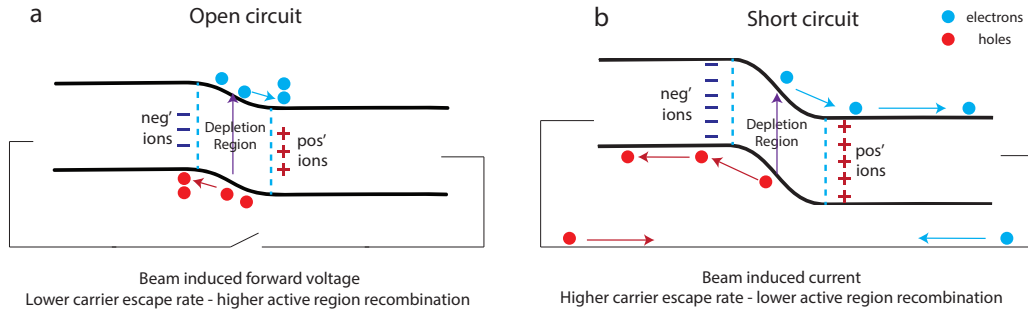 a
Open circuit
neg'
ions
Depletion
Region
pos'
ions
Beam induced forward voltage
Lower carrier escape rate - higher active region recombination
b
Short circuit
electrons
holes
neg'
ions
Depletion
Region
pos'
ions
Beam induced current
Higher carrier escape rate - lower active region recombination